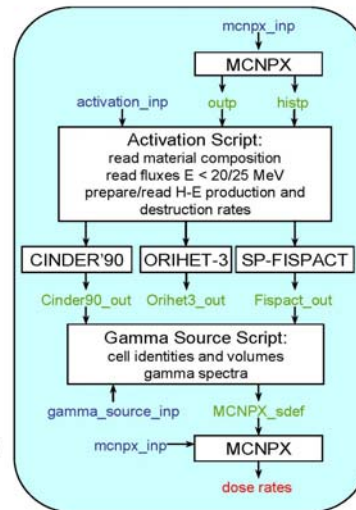 mcnpx_inp
MCNPX
activation_inp
outp
histp
Activation Script:
read material composition
read fluxes E < 20/25 MeV
prepare/read H-E production and
destruction rates
CINDER'90
ORIHET-3
SP-FISPACT
Cinder90_out
Orihet3_out
Fispact_out
Gamma Source Script:
cell identities and volumes
gamma spectra
gamma_source_inp
MCNPX_sdef
mcnpx_inp
MCNPX
dose rates